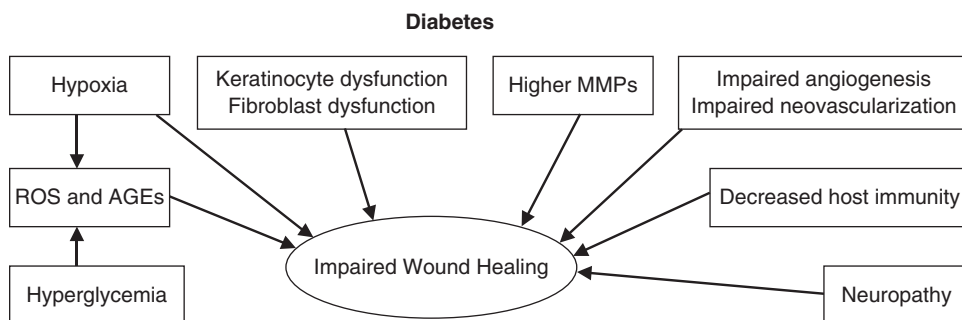 Diabetes
Hypoxia
Keratinocyte dysfunction
Fibroblast dysfunction
Higher MMPs
Impaired angiogenesis
Impaired neovascularization
ROS and AGEs
Decreased host immunity
Impaired Wound Healing
Hyperglycemia
Neuropathy